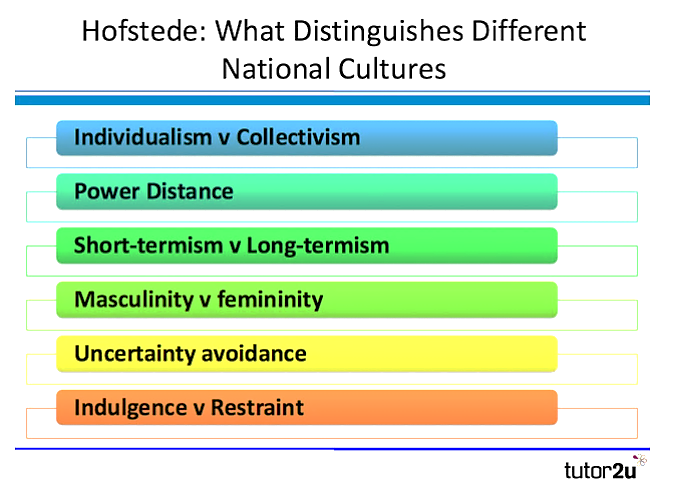 Hofstede: What Distinguishes Different
National Cultures
Individualism v Collectivism
Power Distance
Short-termism v Long-termism
Masculinity v femininity
Uncertainty avoidance
Indulgence v Restraint
tutor2u